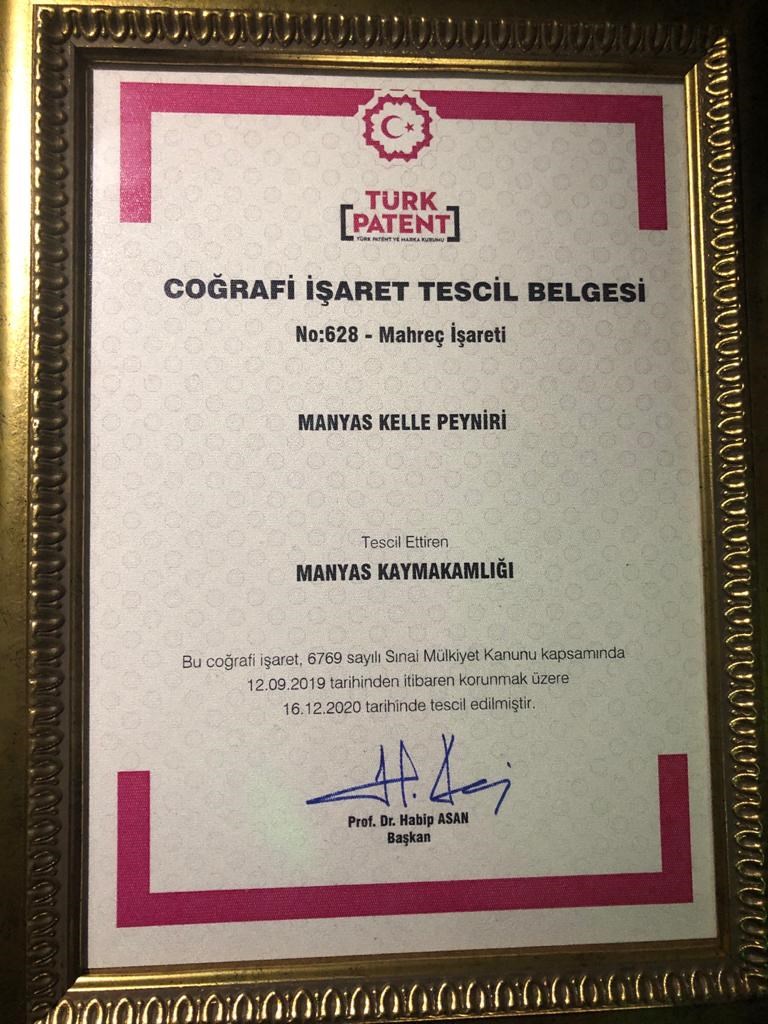 TÜRK
PATENT
TÜRK PATENT VE MARKA KURUMU
COĞRAFİ İŞARET TESCİL BELGESİ
No:628 - Mahreç İşareti
MANYAS KELLE PEYNİRİ
Tescil Ettiren
MANYAS KAYMAKAMLIĞI
Bu coğrafi işaret, 6769 sayılı Sınai Mülkiyet Kanunu kapsamında
12.09.2019 tarihinden itibaren korunmak üzere
16.12.2020 tarihinde tescil edilmiştir.
Prof. Dr. Habip ASAN
Başkan